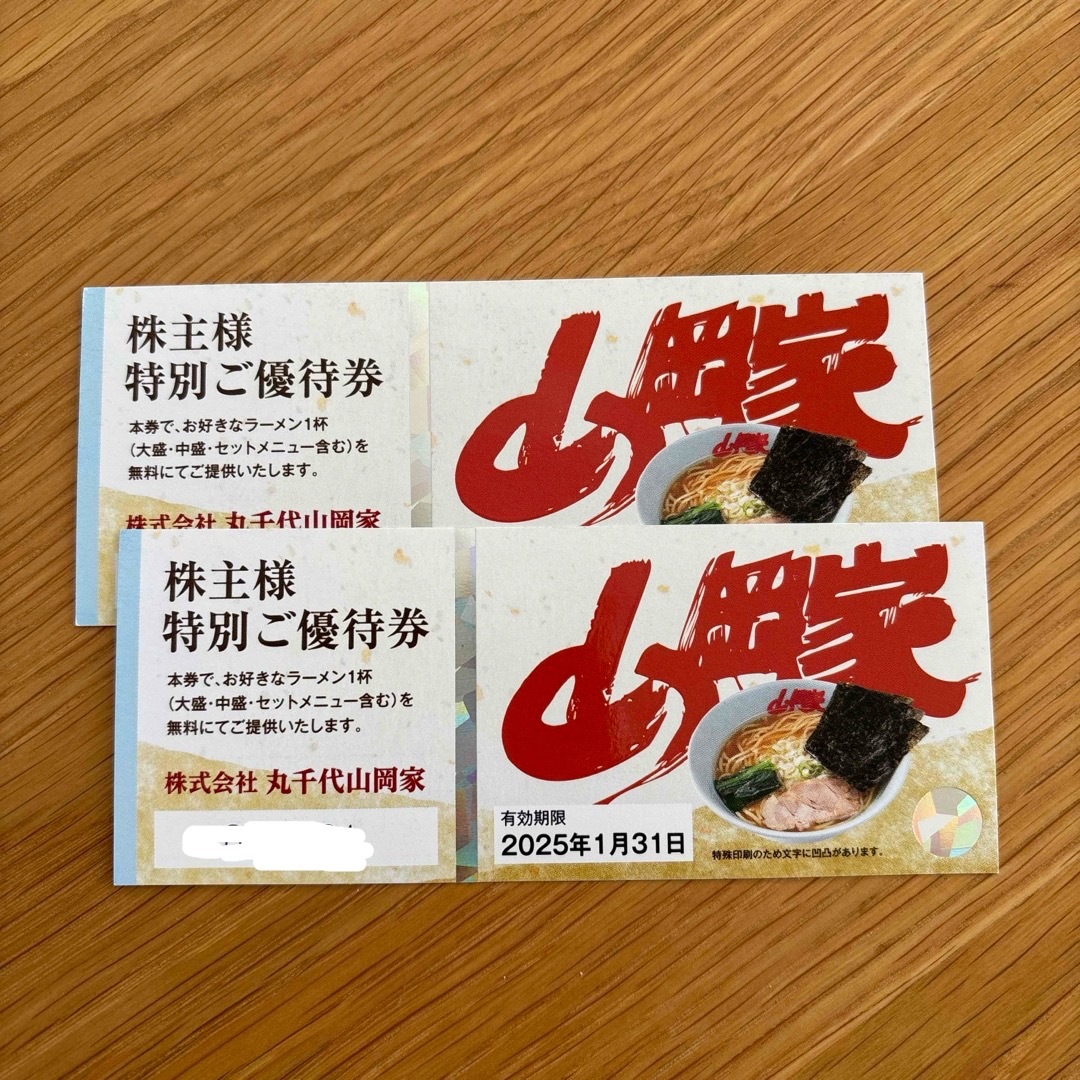 株主様
特別ご優待券
本券で、お好きなラーメン1杯
(大盛・中盛・セットメニュー含む)を
無料にてご提供いたします。
株式会社 丸千代山岡家
山岡家
山岡家
株主様
特別ご優待券
本券で、お好きなラーメン1杯
(大盛・中盛・セットメニュー含む)を
無料にてご提供いたします。
株式会社 丸千代山岡家
山岡家
山岡家
有効期限
2025年1月31日
特殊印刷のため文字に凹凸があります。